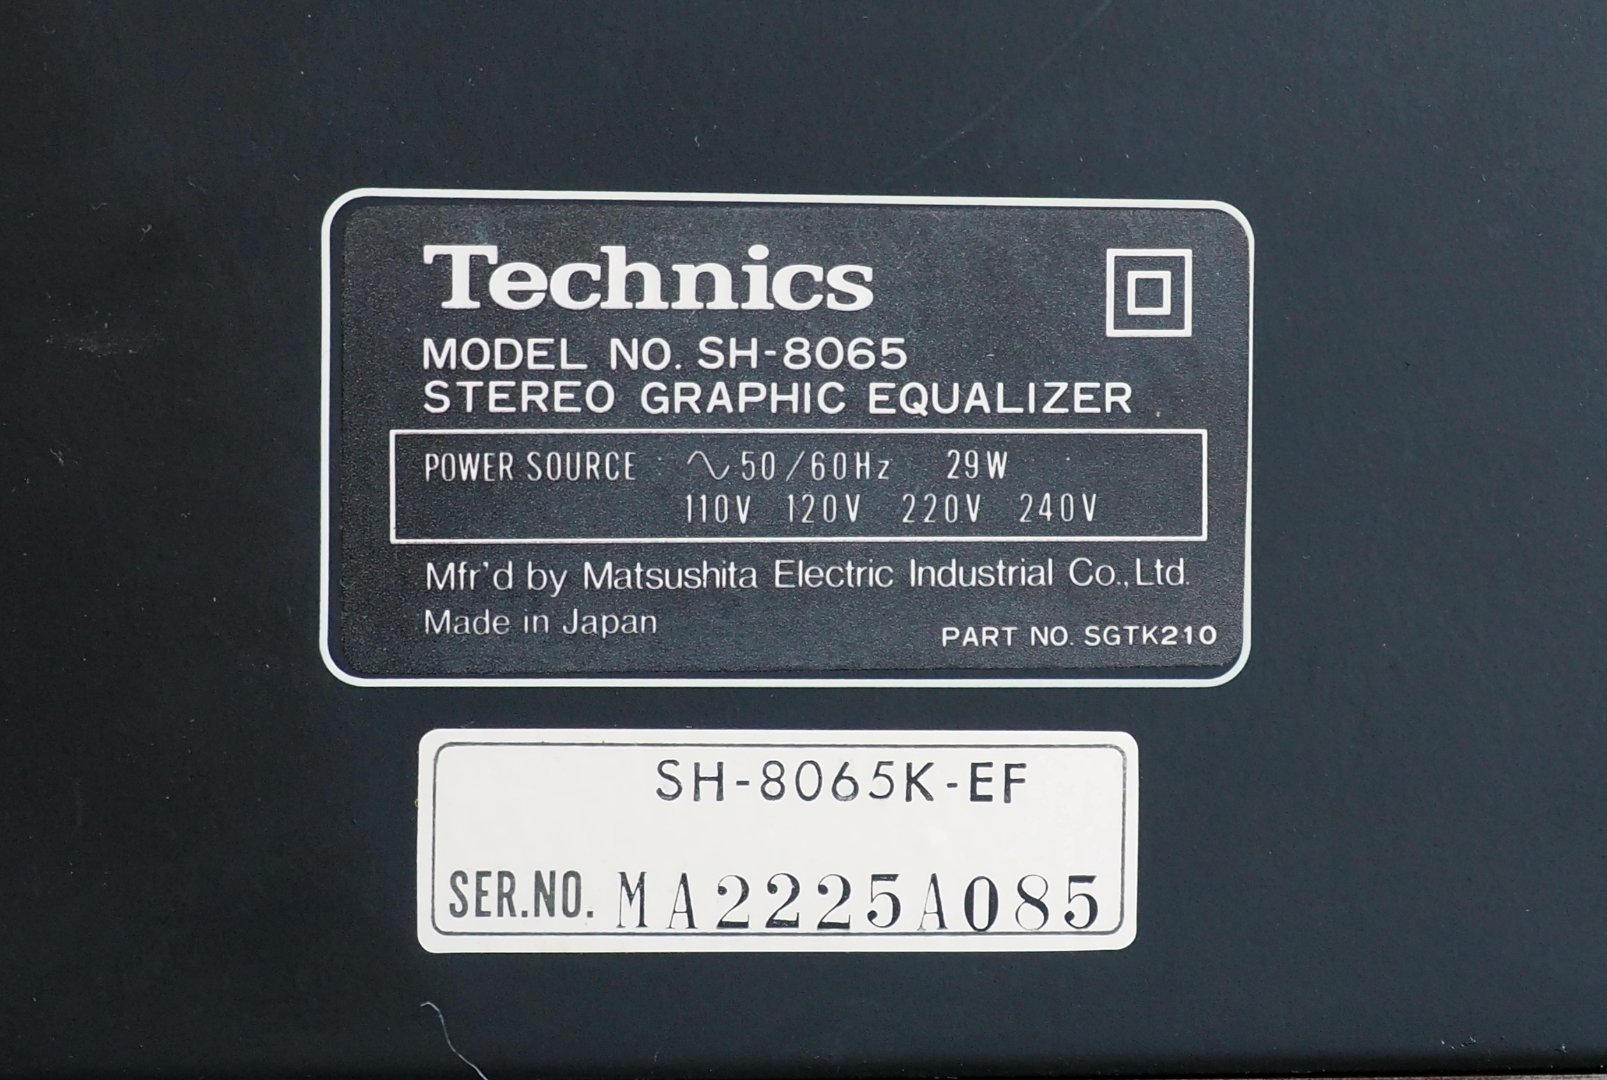 Technics
MODEL NO. SH-8065
STEREO GRAPHIC EQUALIZER
POWER SOURCE ∿50/60Hz 29W
110V 120V 220V 240V
Mfr'd by Matsushita Electric Industrial Co., Ltd.
Made in Japan
PART NO. SGTK210
SH-8065K-EF
SER.NO. MA2225A085